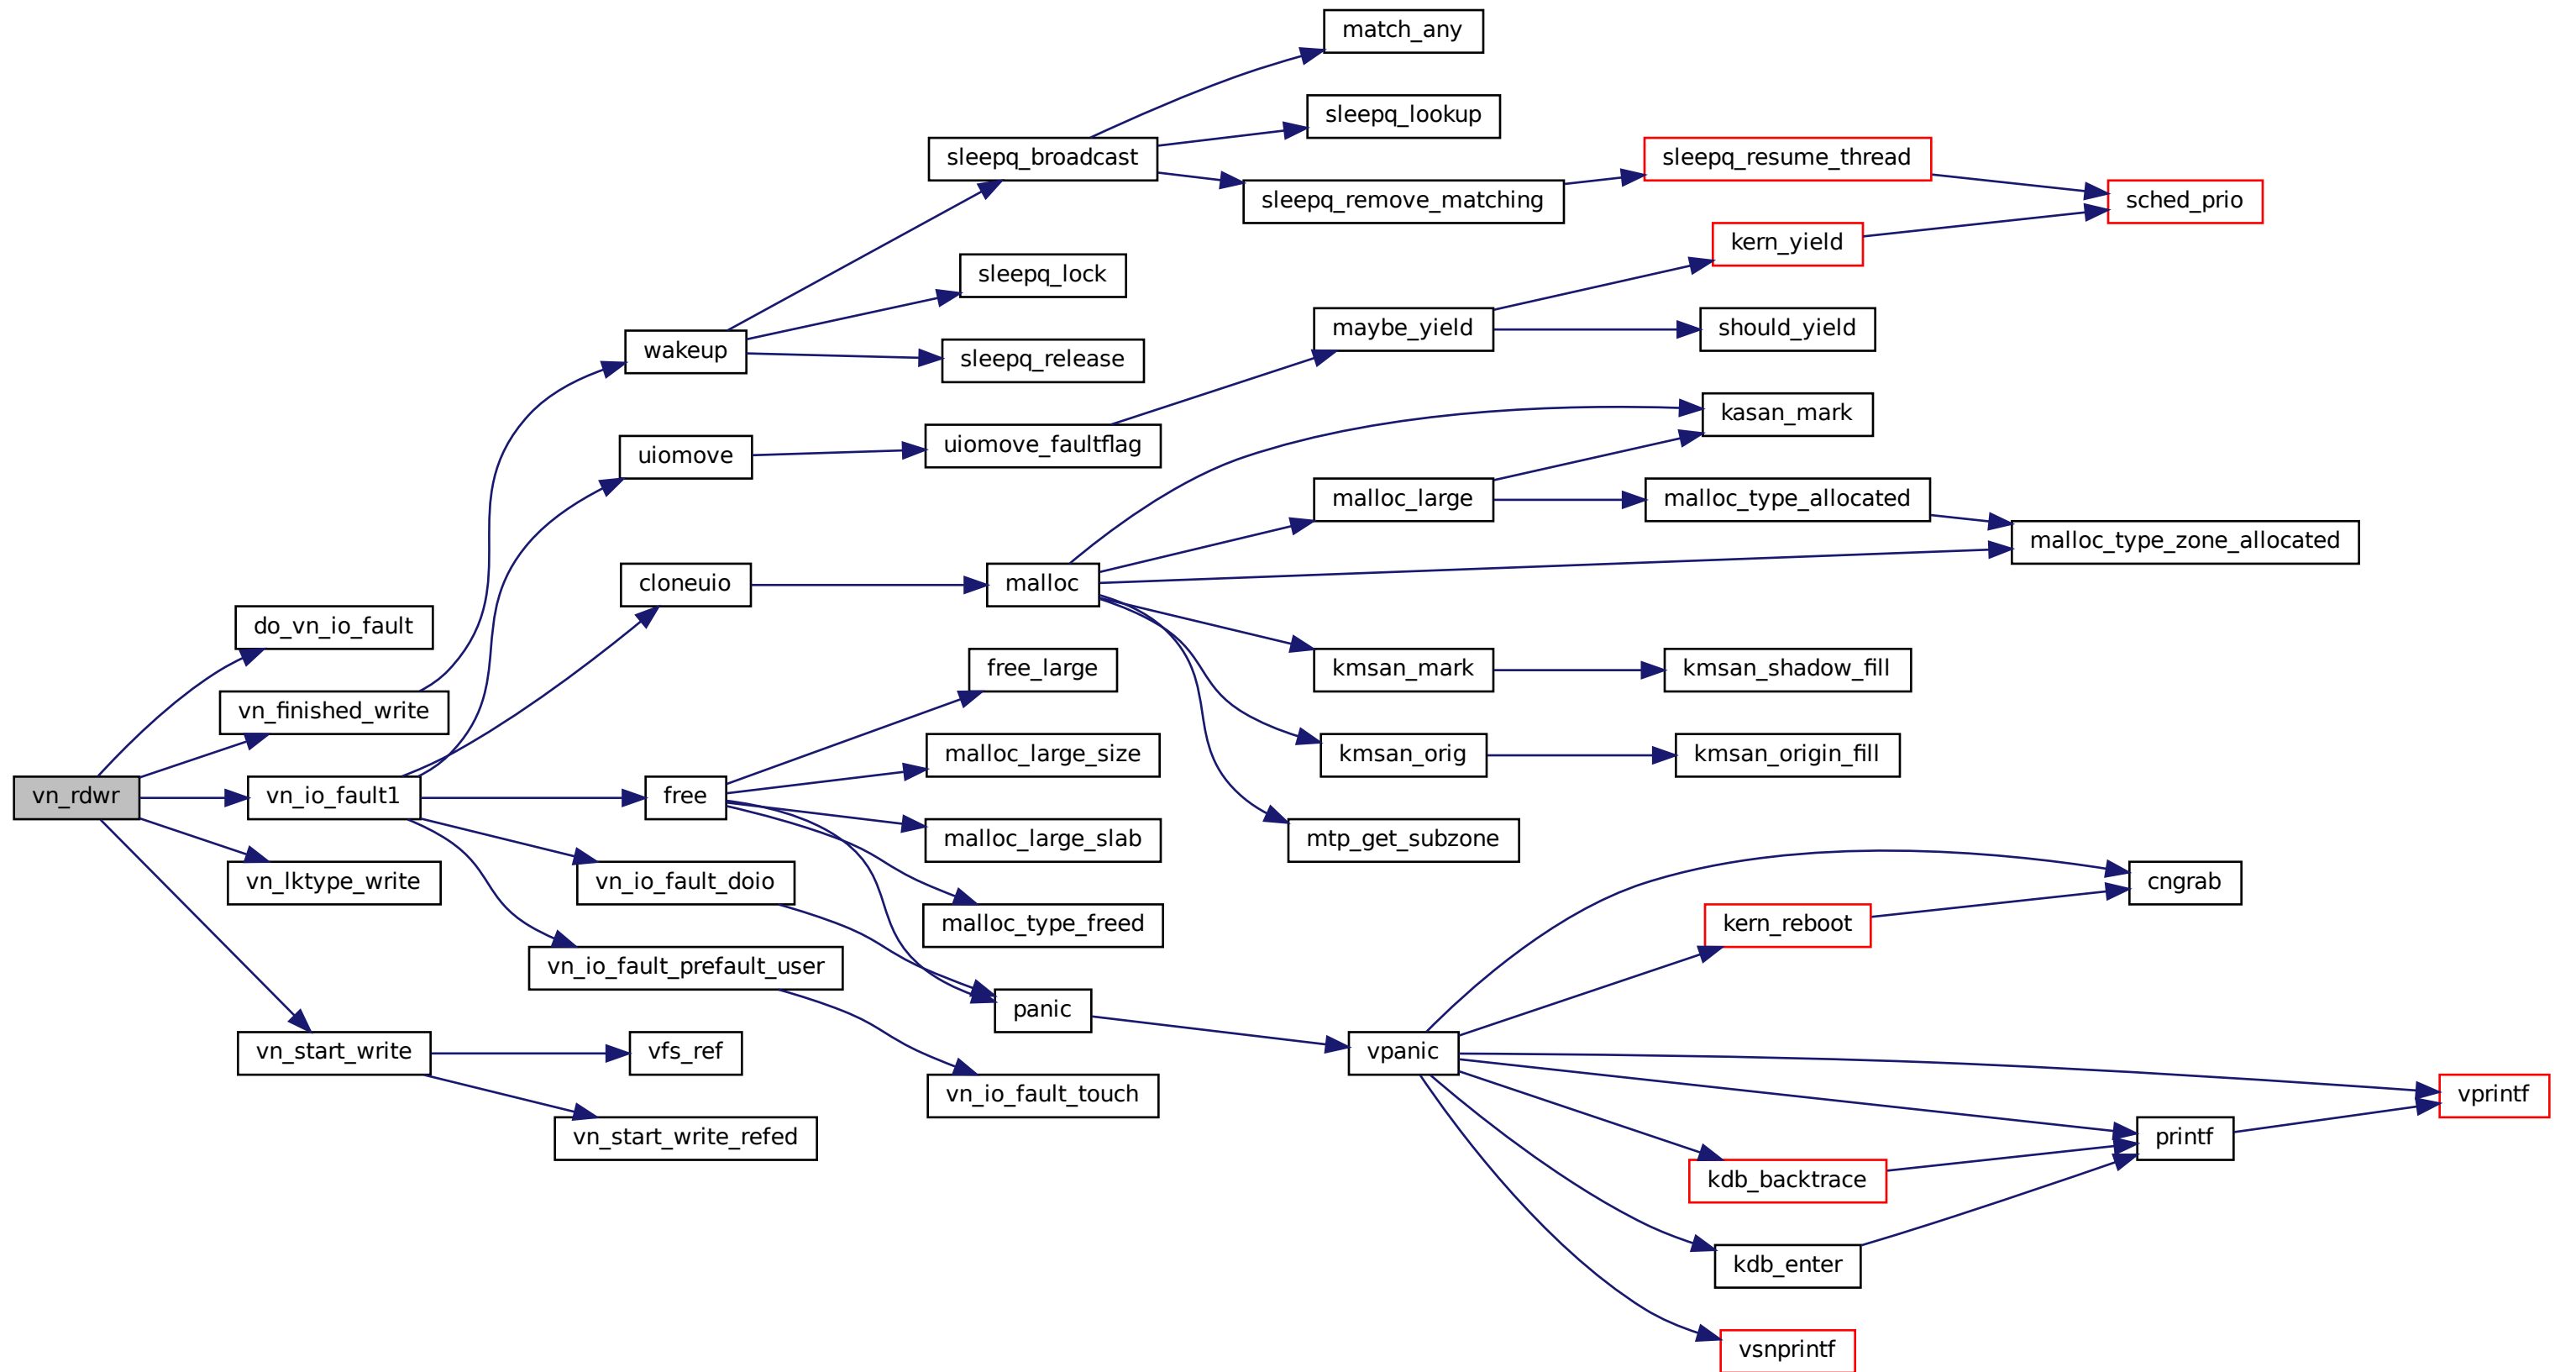 match_any
sleepq_lookup
sleepq_broadcast
sleepq_resume_thread
sleepq_remove_matching
sched_prio
kern_yield
sleepq_lock
maybe_yield
should_yield
wakeup
sleepq_release
kasan_mark
uiomove
uiomove_faultflag
malloc_large
malloc_type_allocated
malloc_type_zone_allocated
cloneuio
malloc
do_vn_io_fault
free_large
kmsan_mark
kmsan_shadow_fill
vn_finished_write
malloc_large_size
kmsan_orig
kmsan_origin_fill
vn_rdwr
vn_io_fault1
free
malloc_large_slab
mtp_get_subzone
vn_lktype_write
vn_io_fault_doio
cngrab
malloc_type_freed
kern_reboot
vn_io_fault_prefault_user
panic
vn_start_write
vfs_ref
vpanic
vn_io_fault_touch
vprintf
vn_start_write_refed
printf
kdb_backtrace
kdb_enter
vsnprintf